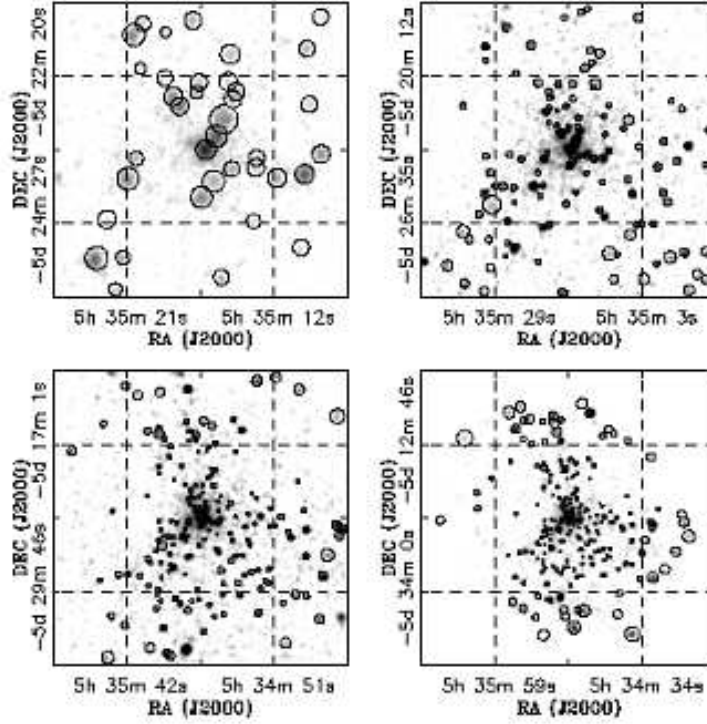 DEC (J2000)
-5d 24m 27s
-5d 22m 20s
5h 35m 21s
5h 35m 12s
RA (J2000)
DEC (J2000)
-5d 26m 35s
-5d 20m 12s
5h 35m 29s
5h 35m 3s
RA (J2000)
DEC (J2000)
-5d 29m 46s
-5d 17m 1s
5h 35m 42s
5h 34m 51s
RA (J2000)
DEC (J2000)
-5d 34m 0s
-5d 12m 46s
5h 35m 59s
5h 34m 34s
RA (J2000)